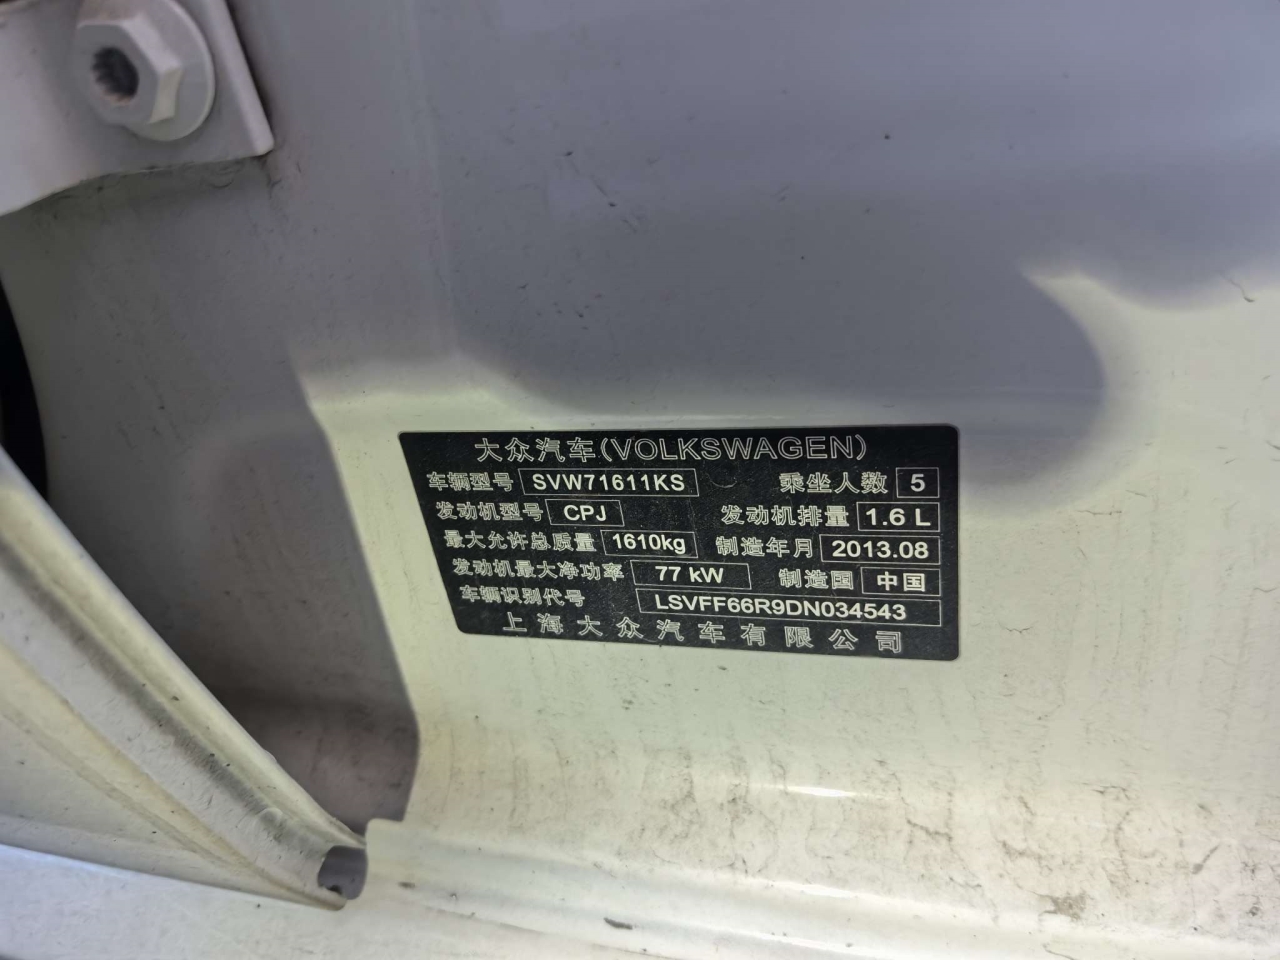 大众汽车(VOLKSWAGEN)
车辆型号 SVW71611KS 乘坐人数 5
发动机型号 CPJ 发动机排量 1.6 L
最大允许总质量 1610kg 制造年月 2013.08
发动机最大净功率 77 kW 制造国 中国
车辆识别代号 LSVFF66R9DN034543
上海大众汽车有限公司